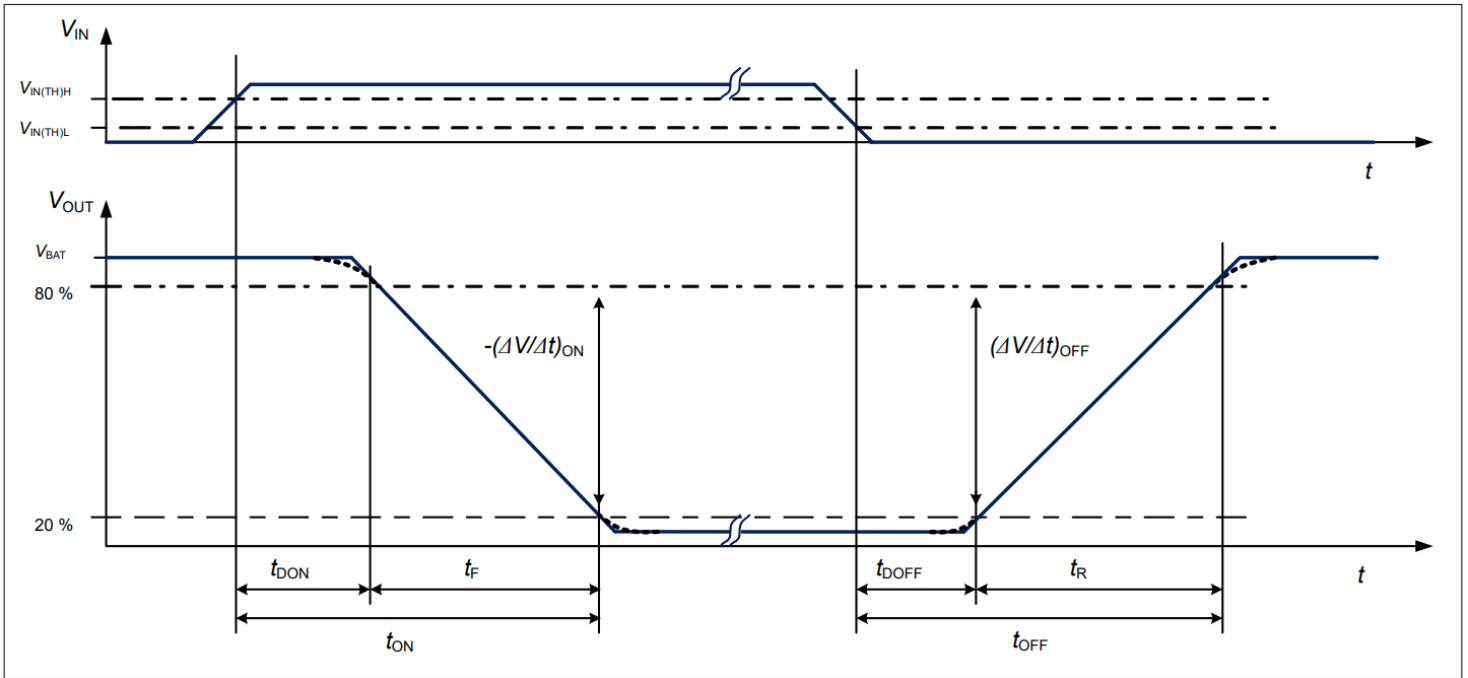 VIN
VIN(TH)H
VIN(TH)L
t
VOUT
VBAT
80 %
-(ΔV/Δt)ON
(ΔV/Δt)OFF
20 %
tDON
tF
tDOFF
tR
t
tON
tOFF